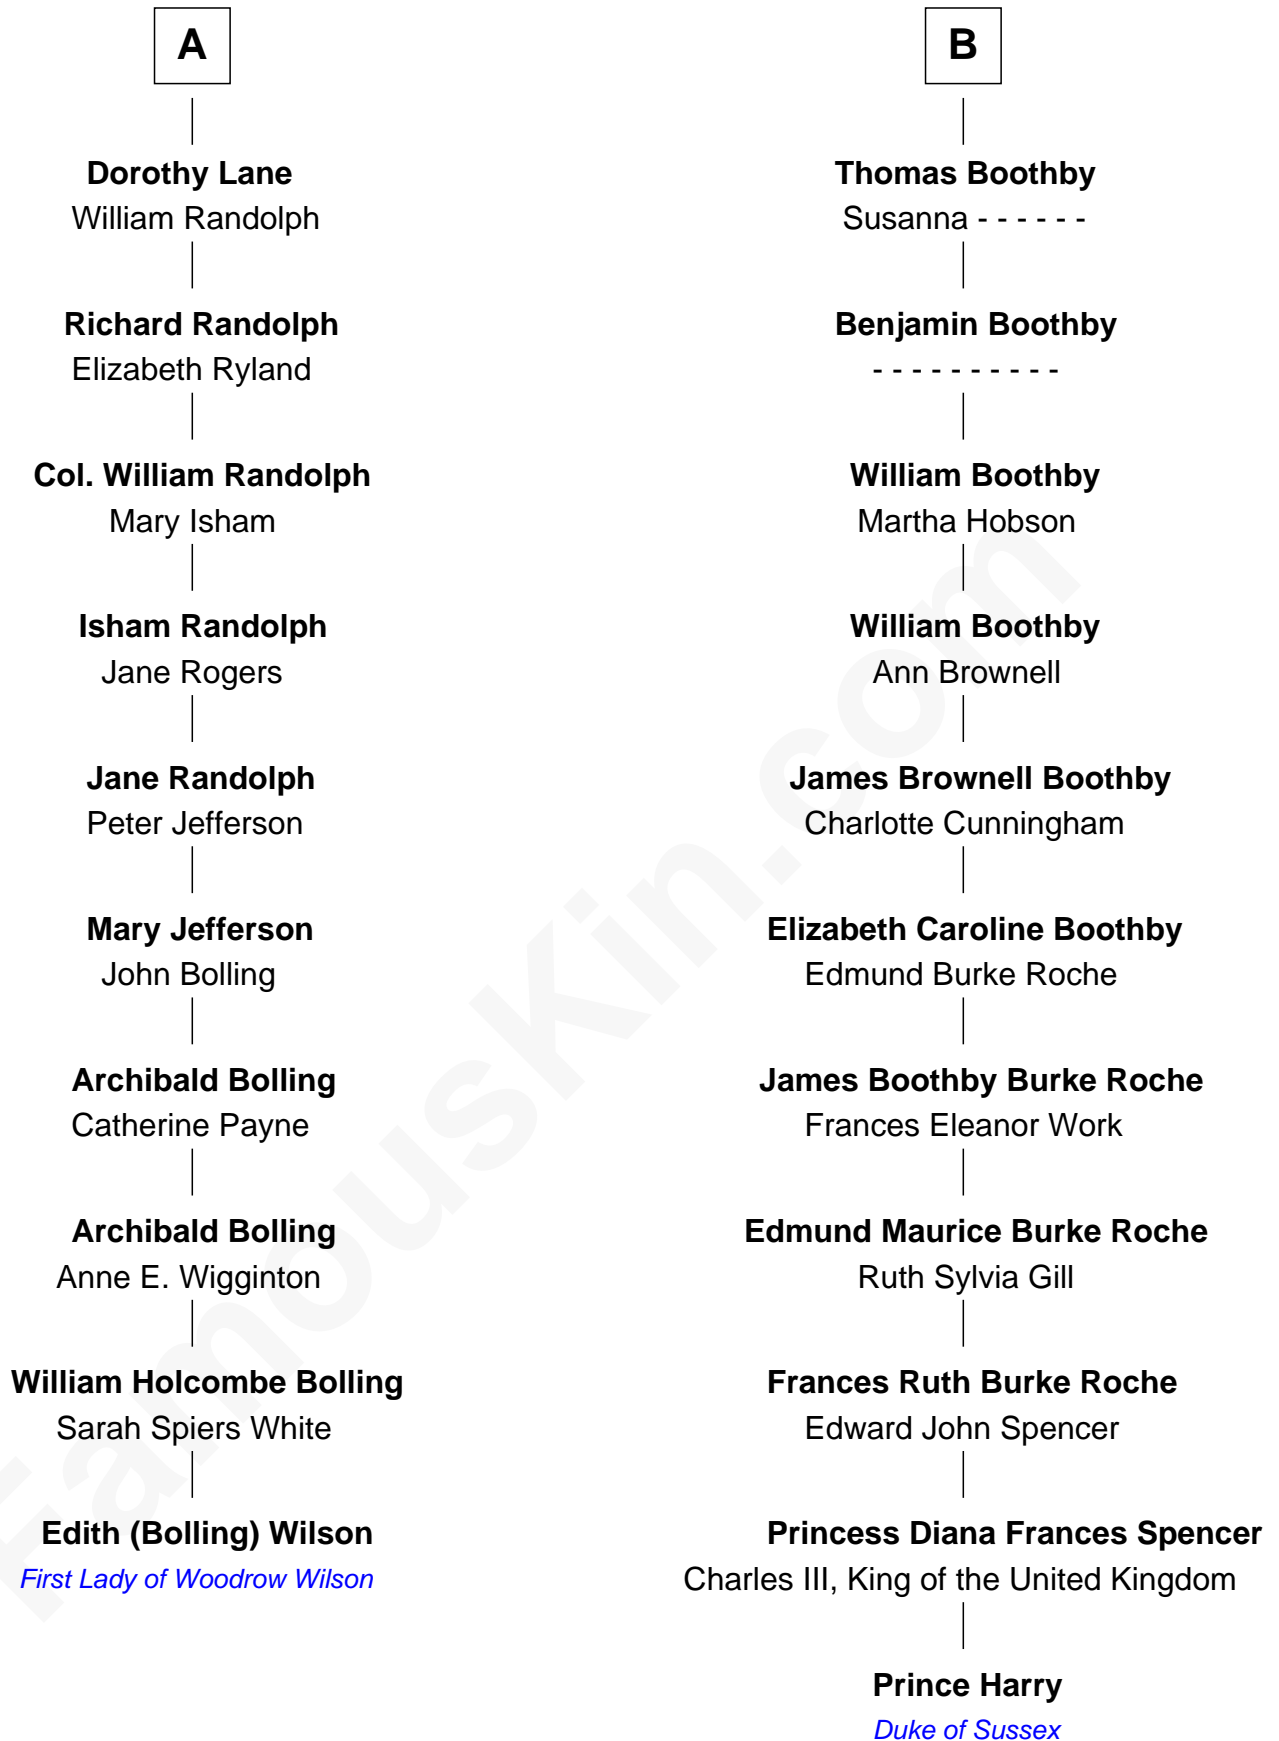 A
Dorothy Lane
William Randolph
Richard Randolph
Elizabeth Ryland
Col. William Randolph
Mary Isham
Isham Randolph
Jane Rogers
Jane Randolph
Peter Jefferson
Mary Jefferson
John Bolling
Archibald Bolling
Catherine Payne
Archibald Bolling
Anne E. Wigginton
William Holcombe Bolling
Sarah Spiers White
Edith (Bolling) Wilson
First Lady of Woodrow Wilson
B
Thomas Boothby
Susanna - - - - - -
Benjamin Boothby
- - - - - - - - - -
William Boothby
Martha Hobson
William Boothby
Ann Brownell
James Brownell Boothby
Charlotte Cunningham
Elizabeth Caroline Boothby
Edmund Burke Roche
James Boothby Burke Roche
Frances Eleanor Work
Edmund Maurice Burke Roche
Ruth Sylvia Gill
Frances Ruth Burke Roche
Edward John Spencer
Princess Diana Frances Spencer
Charles III, King of the United Kingdom
Prince Harry
Duke of Sussex
FamousKin.com